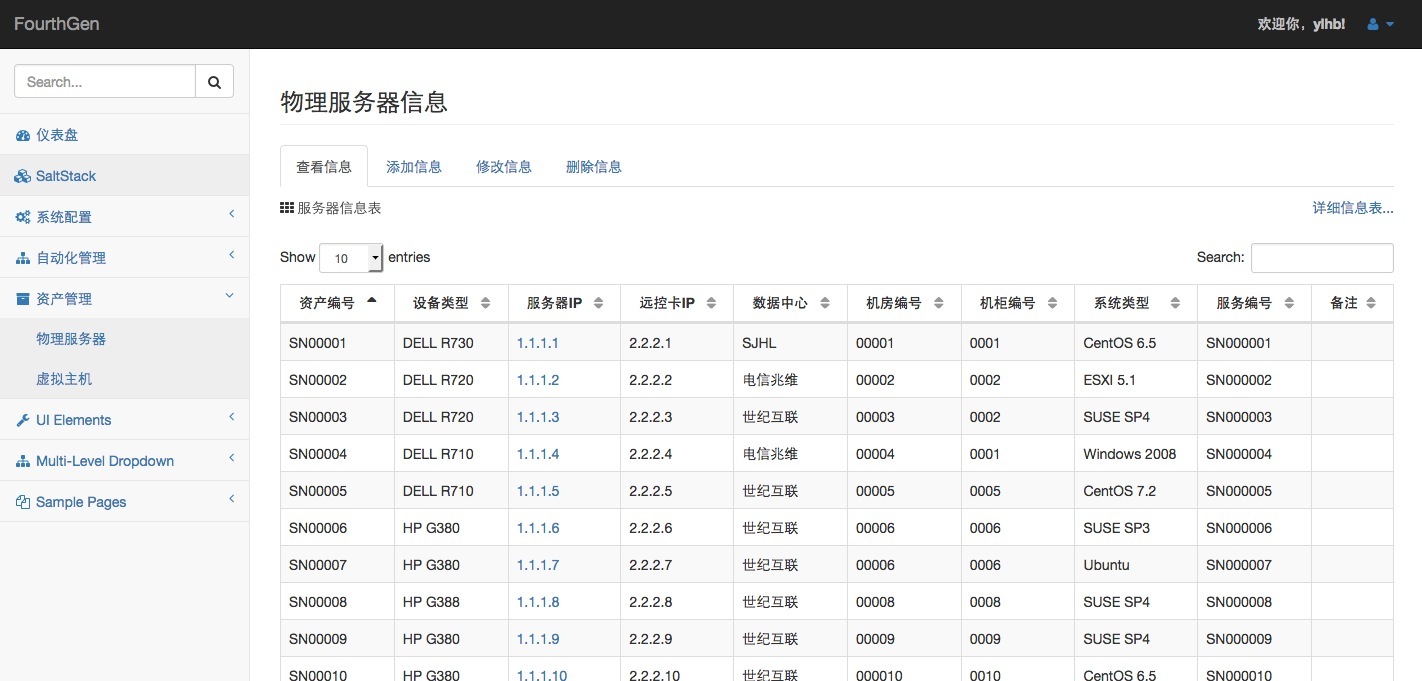 FourthGen
欢迎你，ylhb!
Search...
仪表盘
SaltStack
系统配置
自动化管理
资产管理
物理服务器
虚拟主机
UI Elements
Multi-Level Dropdown
Sample Pages
物理服务器信息
查看信息 添加信息 修改信息 删除信息
服务器信息表 详细信息表...
Show 10 entries Search:
资产编号 设备类型 服务器IP 远控卡IP 数据中心 机房编号 机柜编号 系统类型 服务编号 备注
SN00001 DELL R730 1.1.1.1 2.2.2.1 SJHL 00001 0001 CentOS 6.5 SN000001
SN00002 DELL R720 1.1.1.2 2.2.2.2 电信兆维 00002 0002 ESXI 5.1 SN000002
SN00003 DELL R720 1.1.1.3 2.2.2.3 世纪互联 00003 0002 SUSE SP4 SN000003
SN00004 DELL R710 1.1.1.4 2.2.2.4 电信兆维 00004 0001 Windows 2008 SN000004
SN00005 DELL R710 1.1.1.5 2.2.2.5 世纪互联 00005 0005 CentOS 7.2 SN000005
SN00006 HP G380 1.1.1.6 2.2.2.6 世纪互联 00006 0006 SUSE SP3 SN000006
SN00007 HP G380 1.1.1.7 2.2.2.7 世纪互联 00006 0006 Ubuntu SN000007
SN00008 HP G388 1.1.1.8 2.2.2.8 世纪互联 00008 0008 SUSE SP4 SN000008
SN00009 HP G380 1.1.1.9 2.2.2.9 世纪互联 00009 0009 SUSE SP4 SN000009
SN00010 HP G380 1.1.1.10 2.2.2.10 世纪互联 000010 0010 CentOS 6.5 SN000010